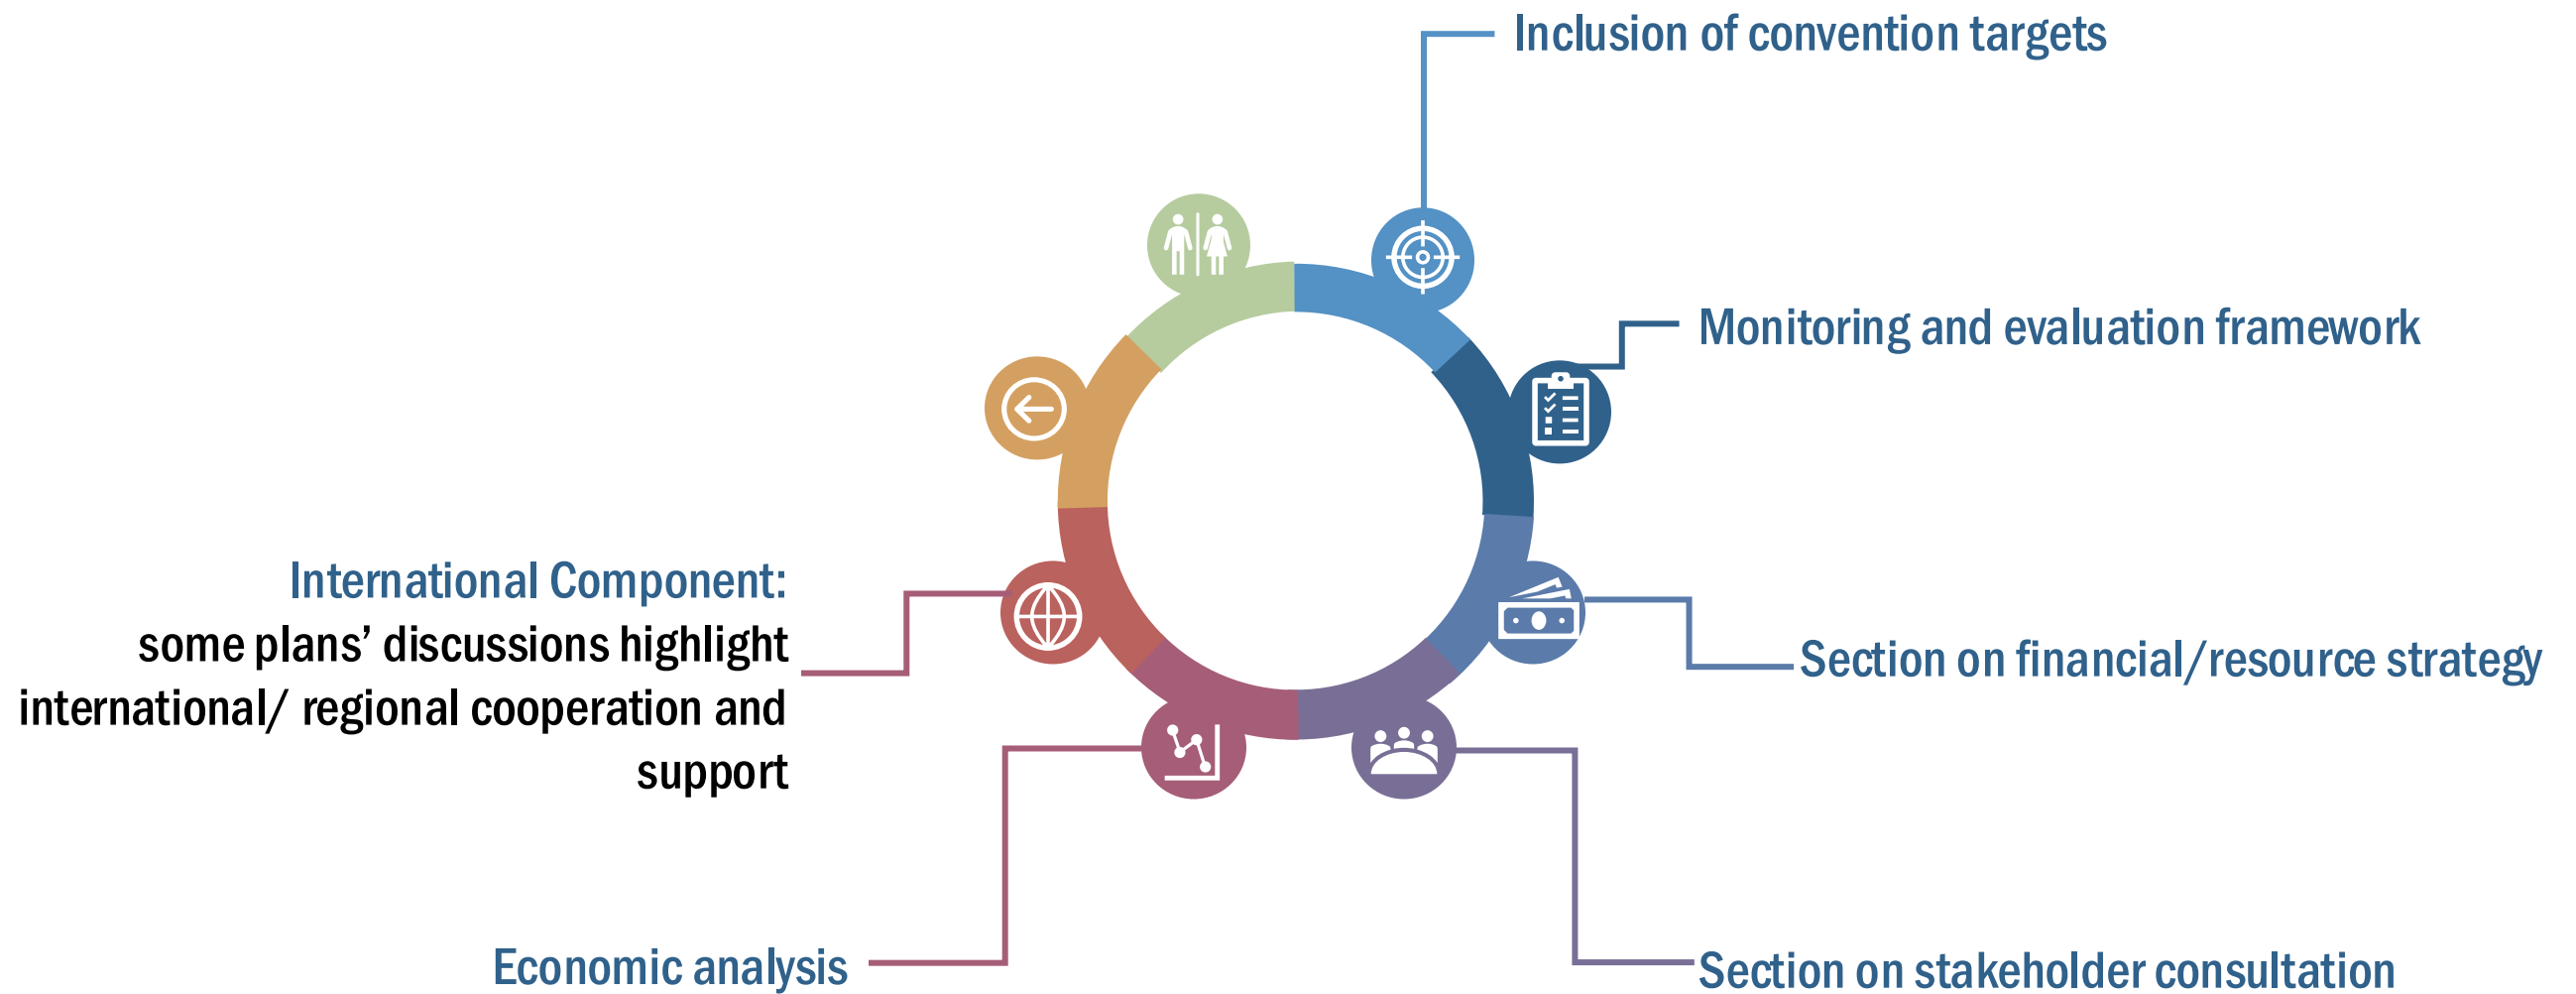 Inclusion of convention targets
Monitoring and evaluation framework
International Component:
some plans’ discussions highlight
international/ regional cooperation and
support
Section on financial/resource strategy
Economic analysis
Section on stakeholder consultation